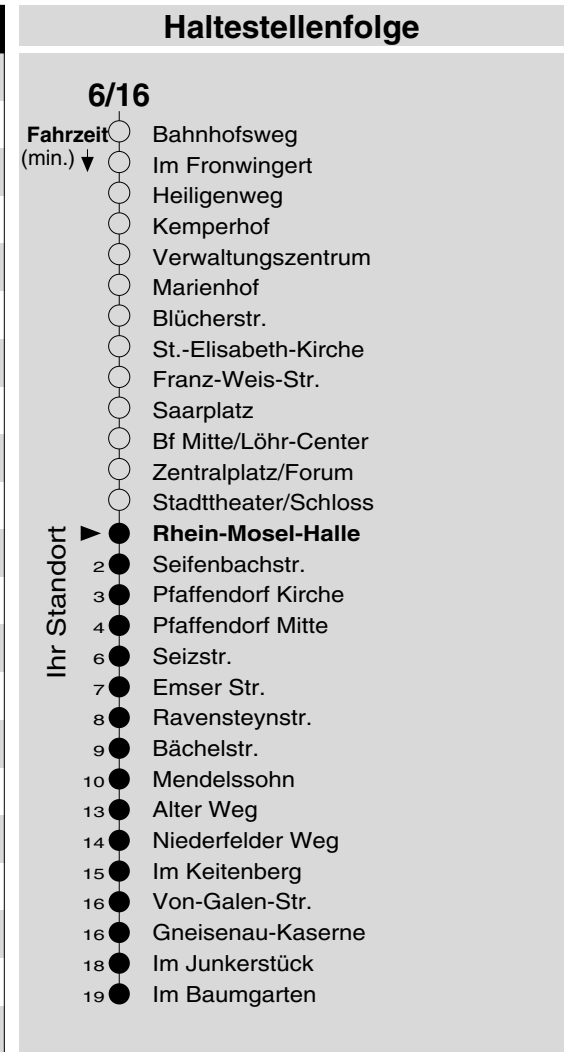 Haltestellenfolge
6/16
Fahrzeit Bahnhofsweg
(min.) Im Fronwingert
Heiligenweg
Kemperhof
Verwaltungszentrum
Marienhof
Blücherstr.
St.-Elisabeth-Kirche
Franz-Weis-Str.
Saarplatz
Bf Mitte/Löhr-Center
Zentralplatz/Forum
Stadttheater/Schloss
Ihr Standort
Rhein-Mosel-Halle
2 Seifenbachstr.
3 Pfaffendorf Kirche
4 Pfaffendorf Mitte
6 Seizstr.
7 Emser Str.
8 Ravensteynstr.
9 Bächelstr.
10 Mendelssohn
13 Alter Weg
14 Niederfelder Weg
15 Im Keitenberg
16 Von-Galen-Str.
16 Gneisenau-Kaserne
18 Im Junkerstück
19 Im Baumgarten